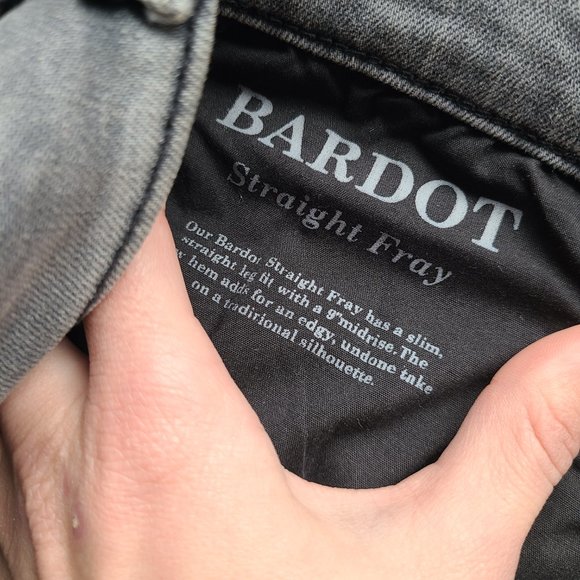 BARDOT
Straight Fray
Our Bardot Straight Fray has a slim,
straight leg fit with a 9"midrise. The
hem adds for an edgy, undone take
on a traditional silhouette.